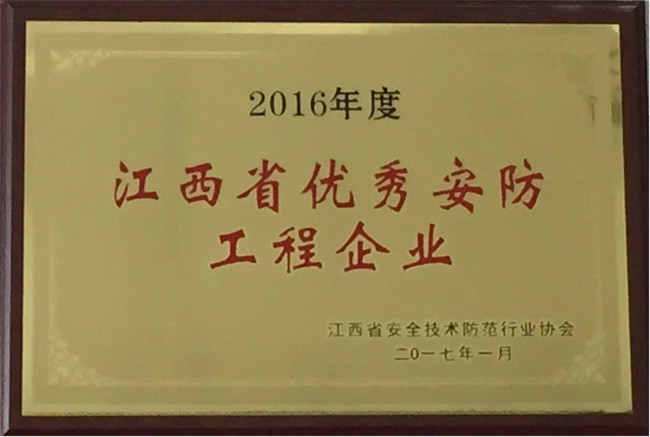 2016年度
江西省优秀安防
工程企业
江西省安全技术防范行业协会
二0一七年一月